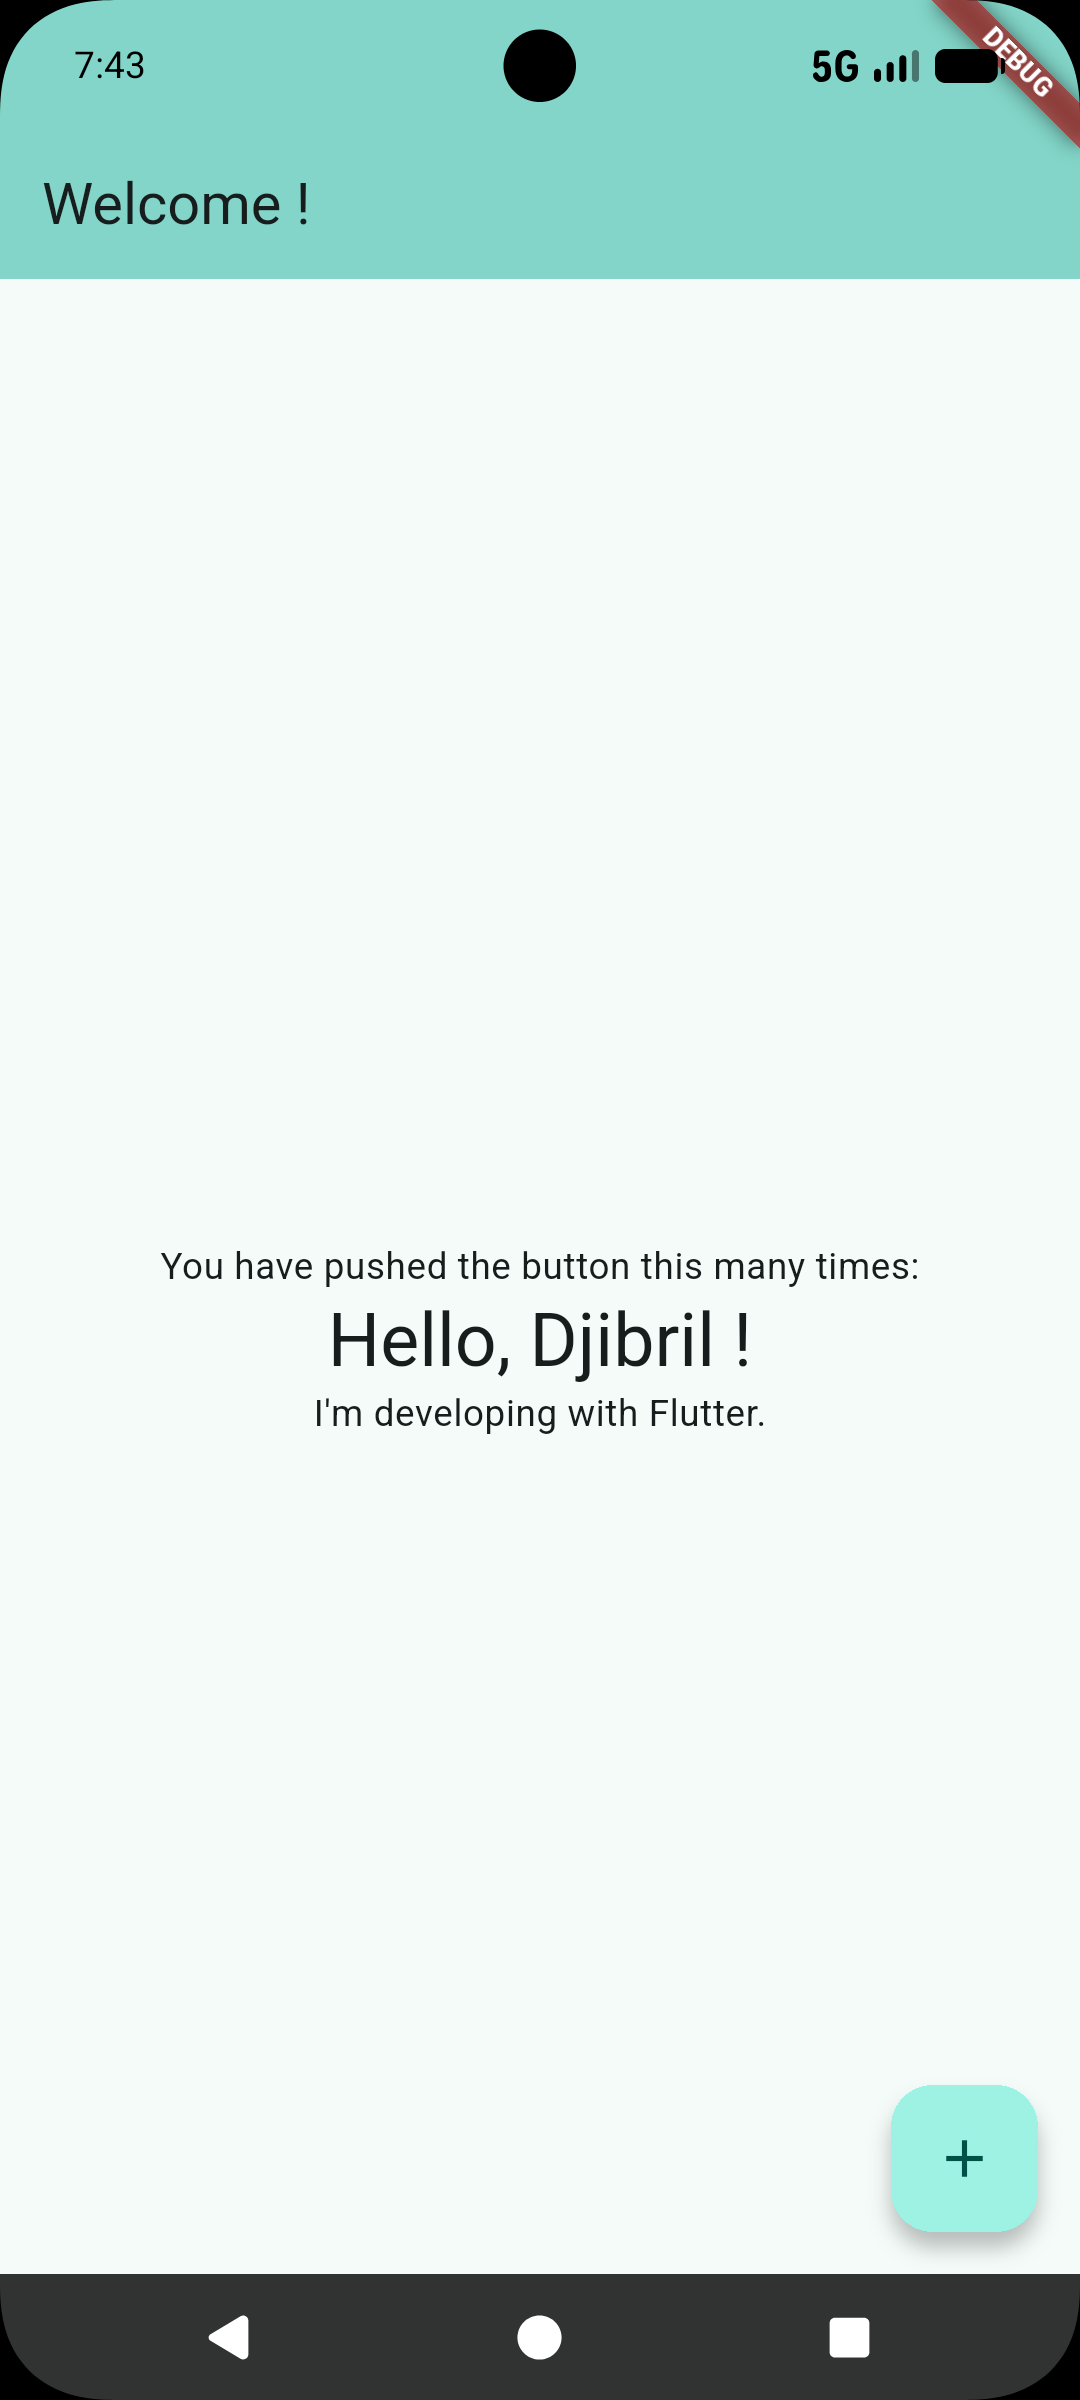 7:43
5G
DEBUG
Welcome !
You have pushed the button this many times:
Hello, Djibril !
I'm developing with Flutter.